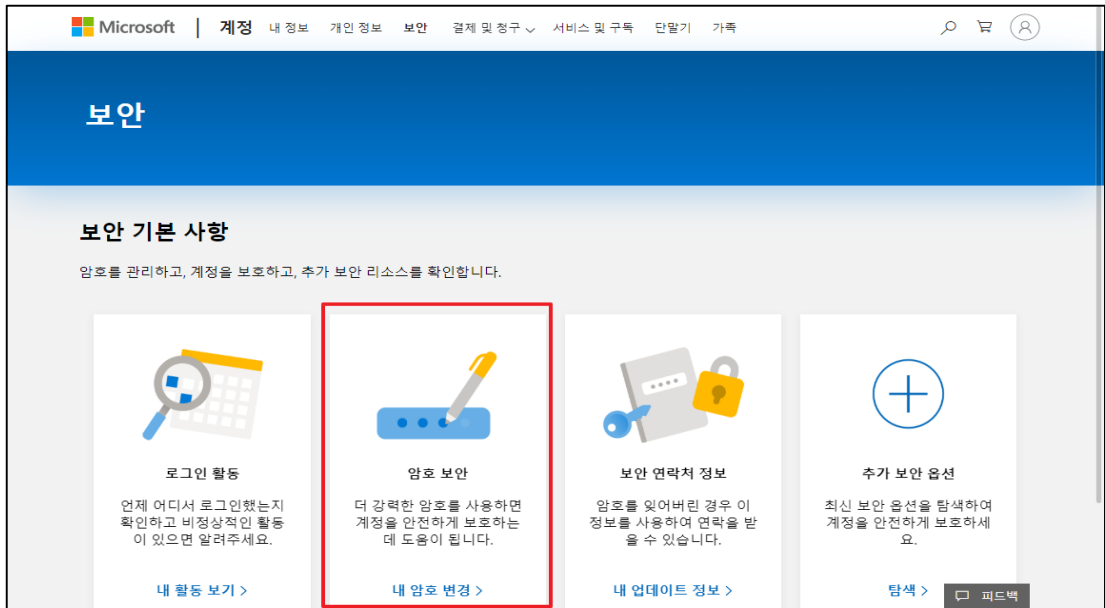 Microsoft | 계정 내 정보 개인 정보 보안 결제 및 청구 서비스 및 구독 단말기 가족
보안
보안 기본 사항
암호를 관리하고, 계정을 보호하고, 추가 보안 리소스를 확인합니다.
로그인 활동
언제 어디서 로그인했는지
확인하고 비정상적인 활동
이 있으면 알려주세요.
내 활동 보기 >
암호 보안
더 강력한 암호를 사용하면
계정을 안전하게 보호하는
데 도움이 됩니다.
내 암호 변경 >
보안 연락처 정보
암호를 잊어버린 경우 이
정보를 사용하여 연락을 받
을 수 있습니다.
내 업데이트 정보 >
추가 보안 옵션
최신 보안 옵션을 탐색하여
계정을 안전하게 보호하세
요.
탐색 >
피드백